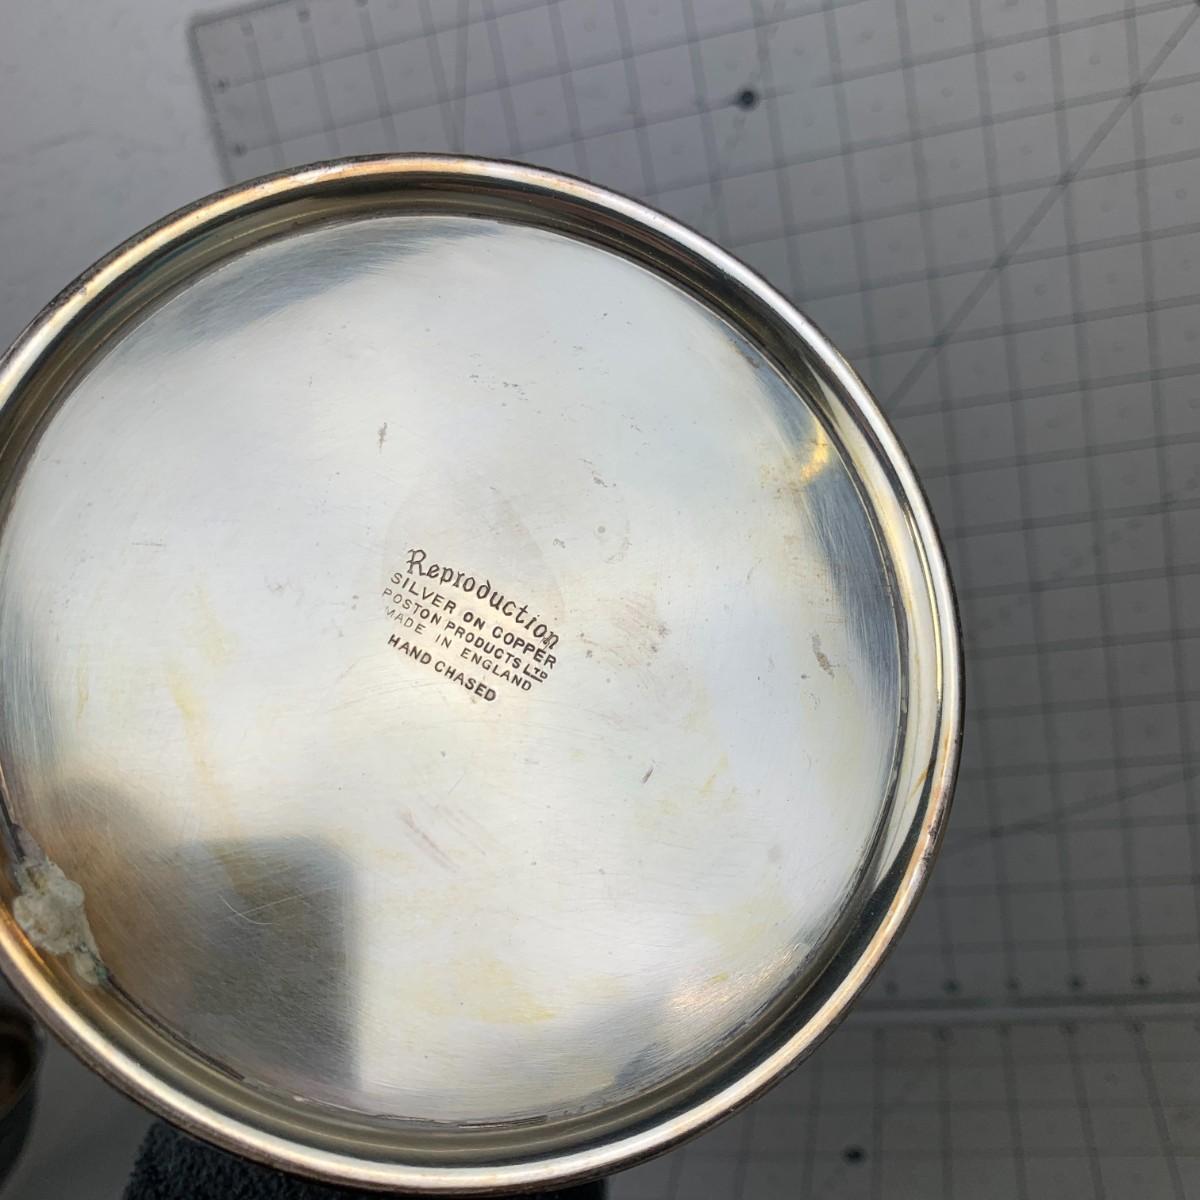 Reproduction
SILVER ON COPPER
POSTON PRODUCTS LTD
MADE IN ENGLAND
HAND CHASED